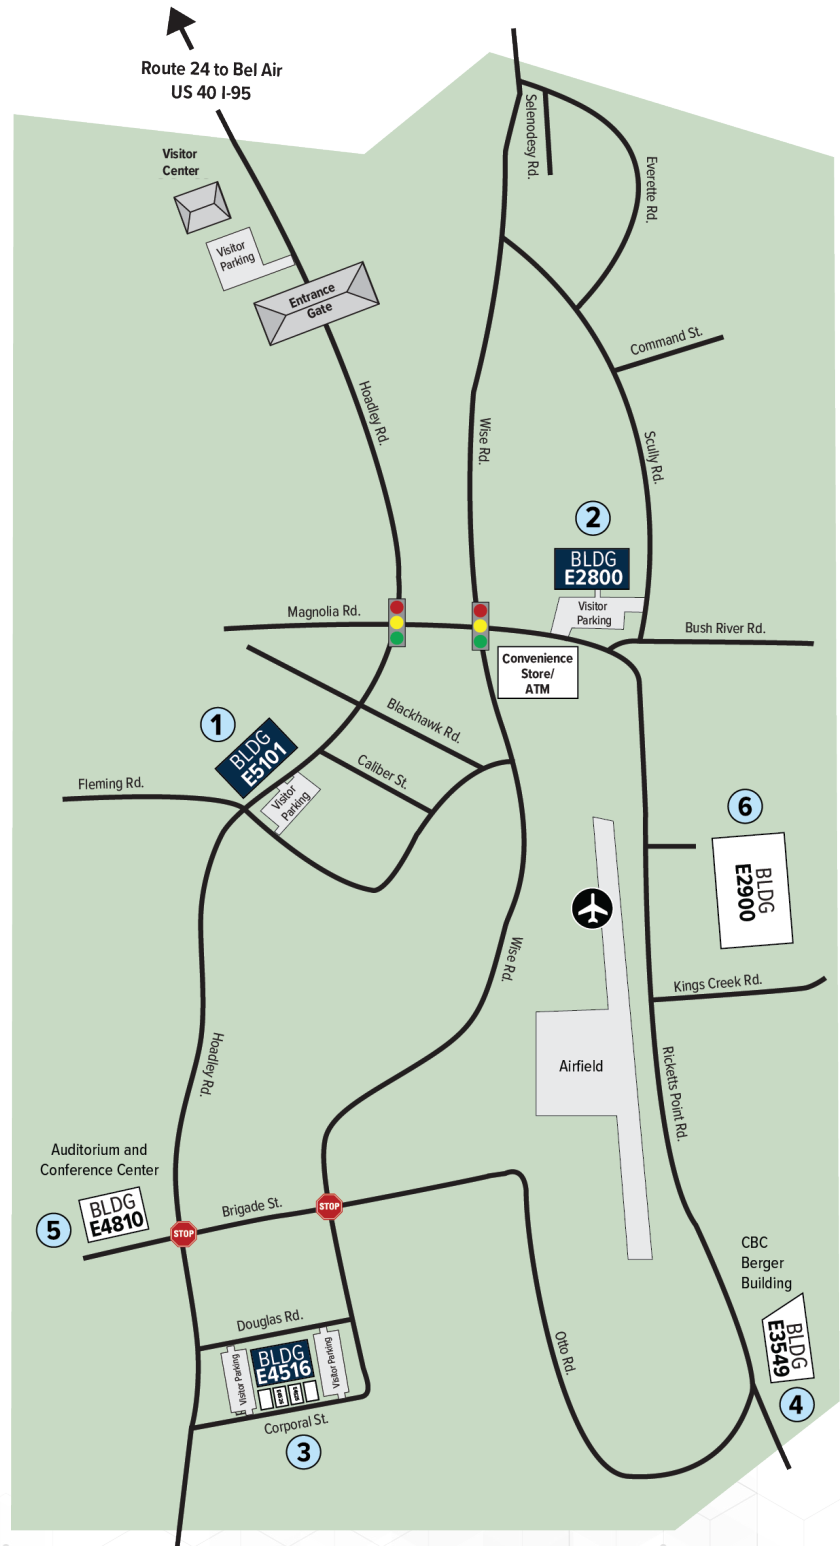 Route 24 to Bel Air
US 40 I-95
Visitor
Center
Visitor
Parking
Entrance
Gate
Selenodesy Rd.
Everette Rd.
Command St.
Hoadley Rd.
Wise Rd.
Scully Rd.
2
BLDG
E2800
Visitor
Parking
Magnolia Rd.
Bush River Rd.
Convenience
Store/
ATM
1
BLDG
E5101
Blackhawk Rd.
Caliber St.
Fleming Rd.
Visitor
Parking
6
BLDG
E2900
Wise Rd.
Kings Creek Rd.
Hoadley Rd.
Airfield
Ricketts Point Rd.
Auditorium and
Conference Center
BLDG
E4810
5
STOP
Brigade St.
STOP
CBC
Berger
Building
BLDG
E3549
4
Douglas Rd.
Visitor Parking
BLDG
E4516
Visitor Parking
Otto Rd.
Corporal St.
3